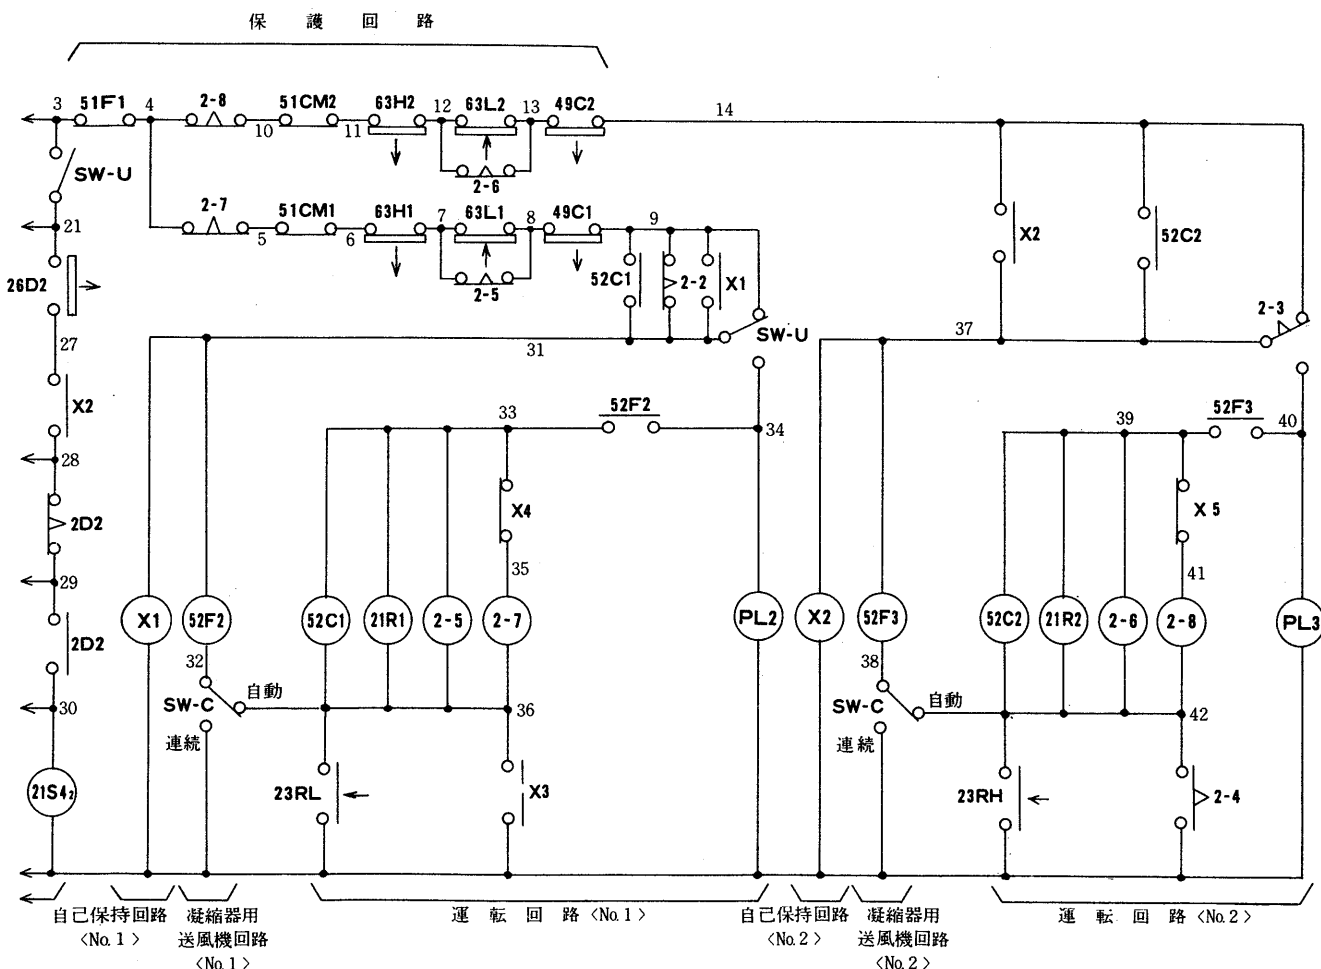 保 護 回 路
3 51F1 4 2-8 51CM2 63H2 12 63L2 13 49C2 14
10 11
SW-U
2-6
2-7 51CM1 63H1 7 63L1 8 49C1 9
21 5 6
X2 52C2
26D2 52C1 2-2 X1
2-5
2-3
27 31 SW-U 37
X2
33 52F2 34
39 52F3 40
28
2D2 X4 X5
35 41
29
X1 52F2 52C1 21R1 2-5 2-7 PL2 X2 52F3 52C2 21R2 2-6 2-8 PL3
2D2
32 38
自動 自動
30 SW-C 36 SW-C 42
連続 連続
21S4₂ 23RL X3 23RH 2-4
自己保持回路 凝縮器用 運 転 回 路〈No.1〉 自己保持回路 凝縮器用 運 転 回 路〈No.2〉
〈No.1〉 送風機回路 〈No.2〉 送風機回路
〈No.1〉 〈No.2〉